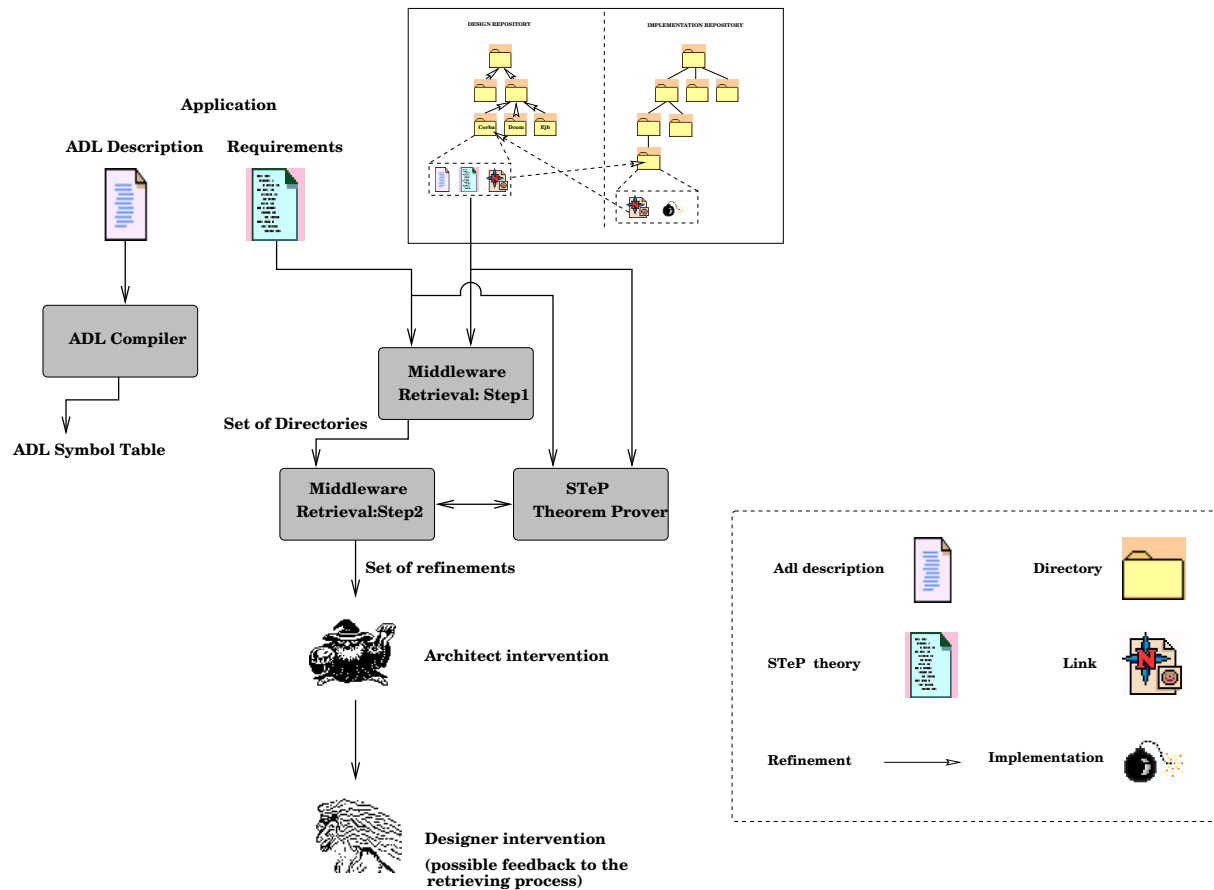 DESIGN REPOSITORY
IMPLEMENTATION REPOSITORY
Corba
Dcom
Ejb
Application
ADL Description
Requirements
ADL Compiler
ADL Symbol Table
Middleware
Retrieval: Step1
Set of Directories
Middleware
Retrieval:Step2
STeP
Theorem Prover
Set of refinements
Architect intervention
Designer intervention
(possible feedback to the
retrieving process)
Adl description
Directory
STeP theory
Link
N
Refinement
Implementation